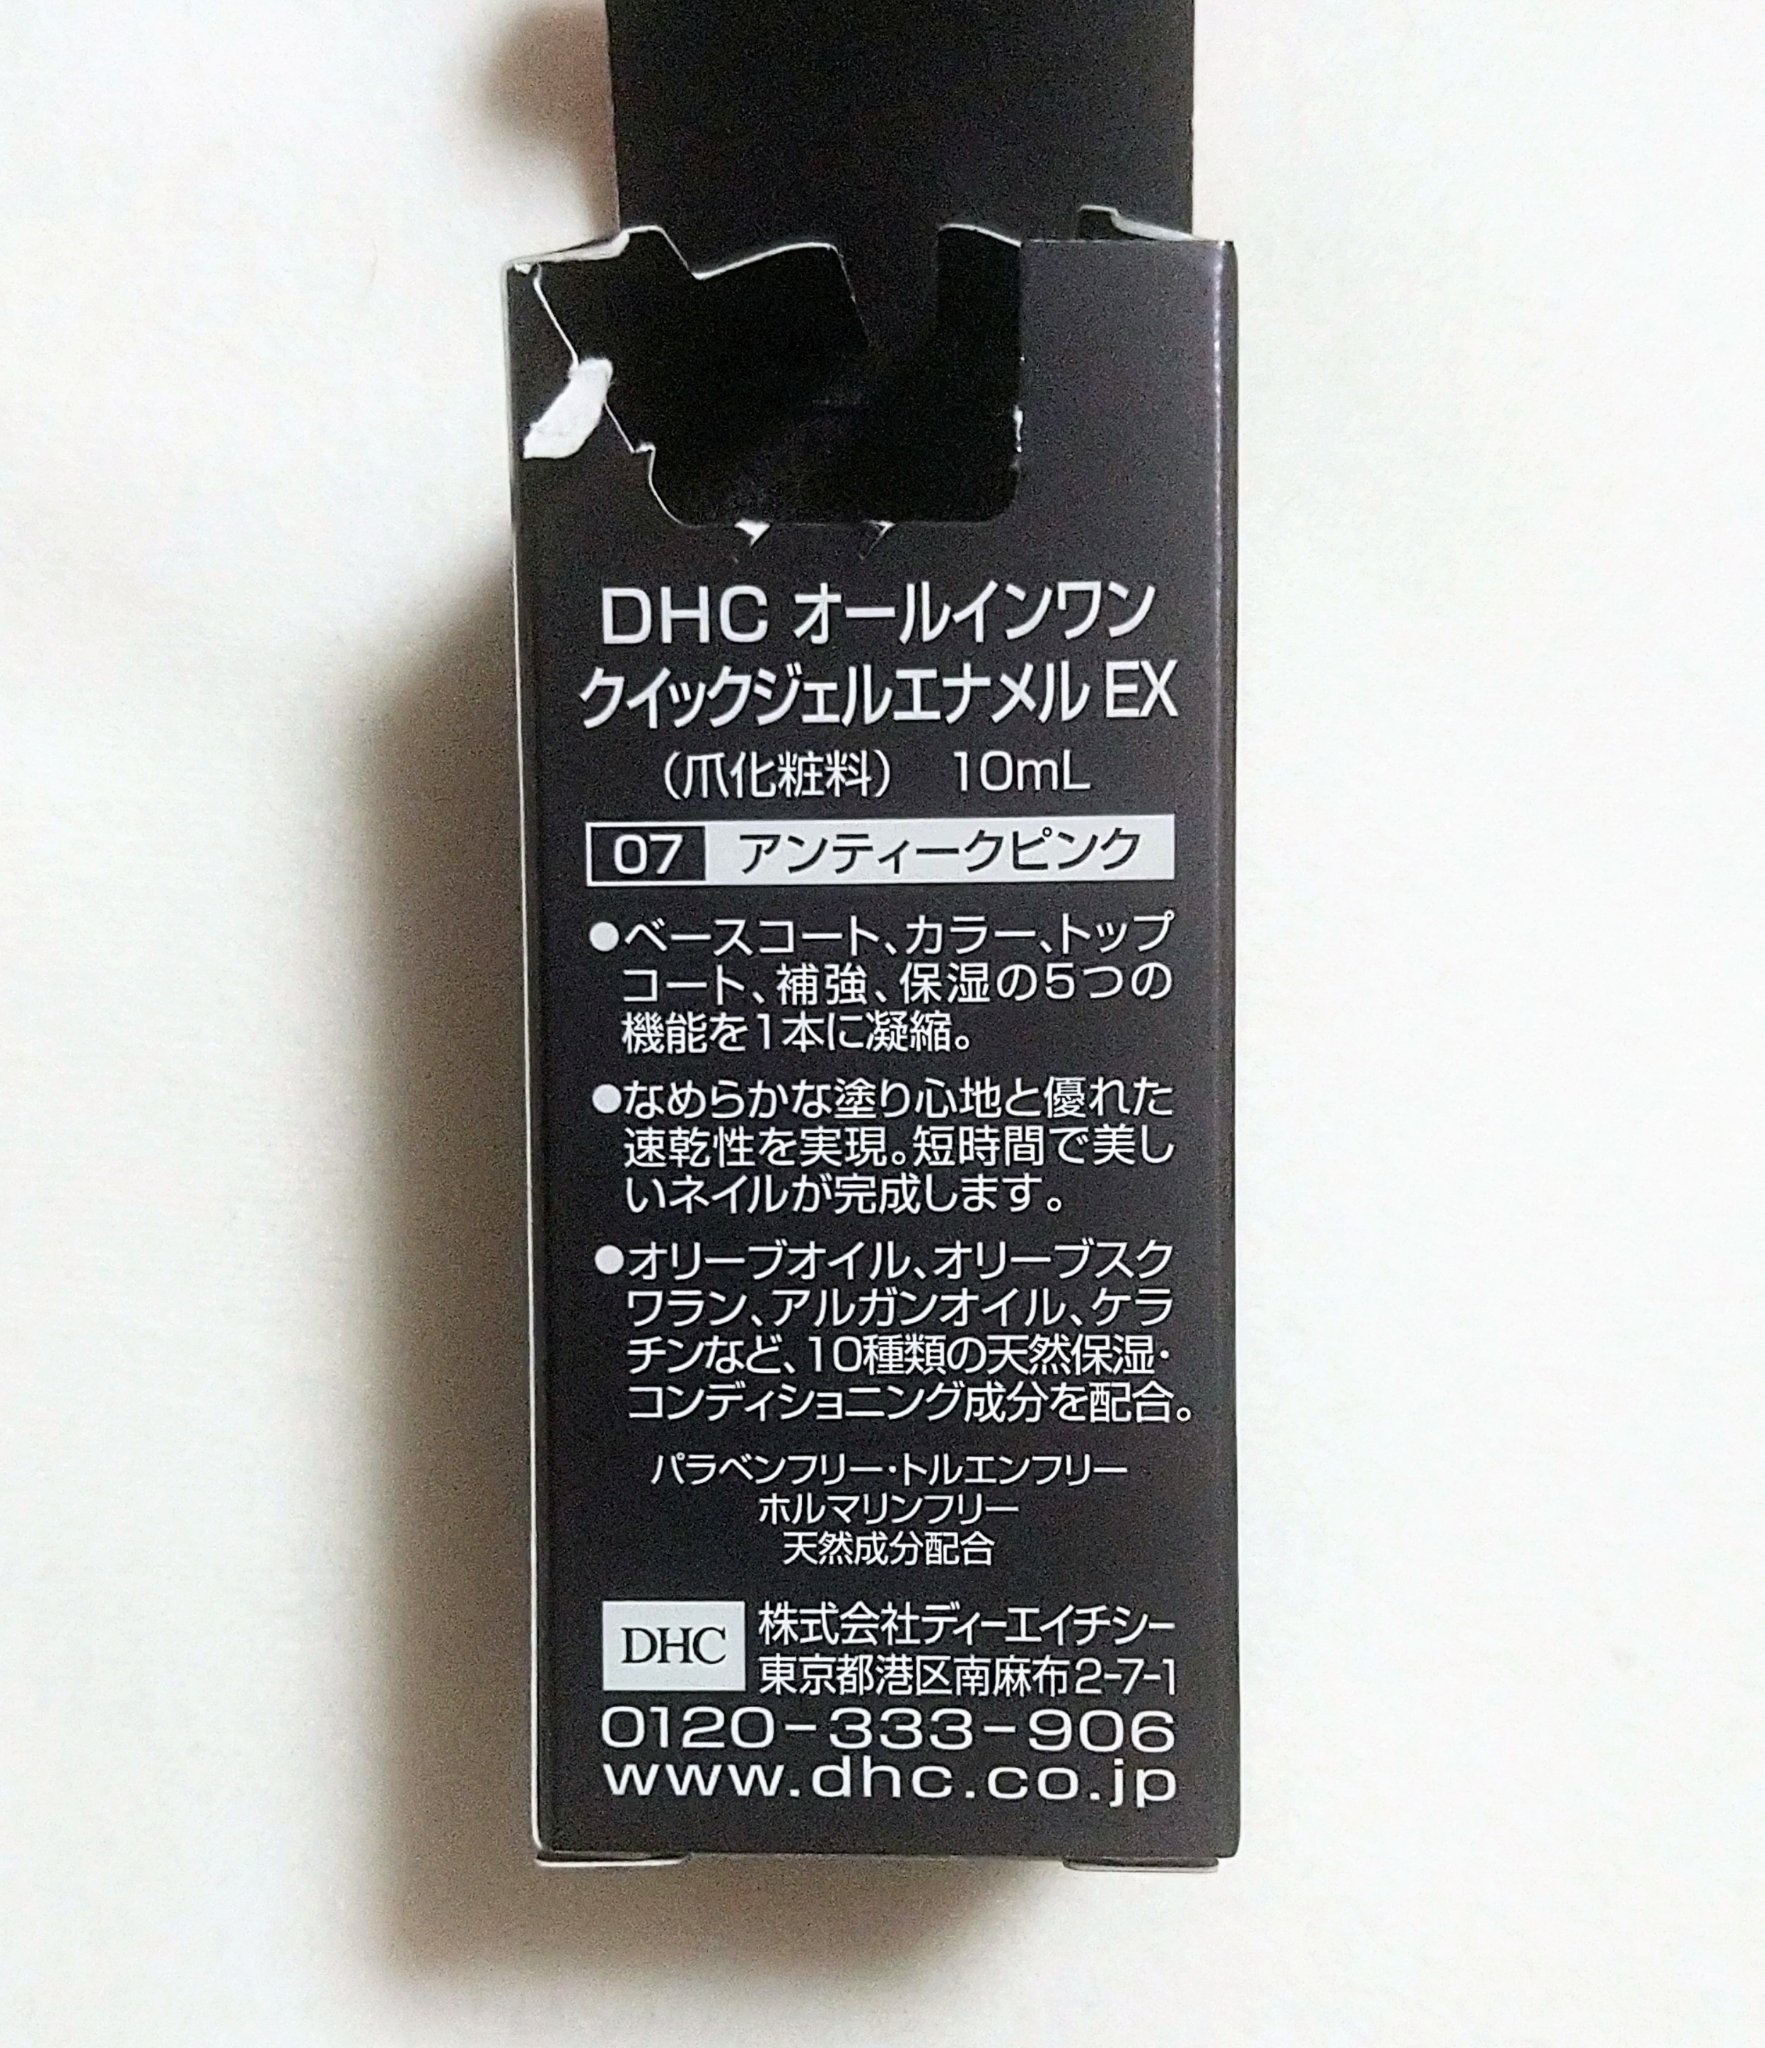 DHC オールインワン
クイックジェルエナメル EX
（爪化粧料） 10mL
07 アンティークピンク
●ベースコート、カラー、トップ
コート、補強、保湿の5つの
機能を1本に凝縮。
●なめらかな塗り心地と優れた
速乾性を実現。短時間で美し
いネイルが完成します。
●オリーブオイル、オリーブスク
ワラン、アルガンオイル、ケラ
チンなど、10種類の天然保湿・
コンディショニング成分を配合。
パラベンフリー・トルエンフリー
ホルマリンフリー
天然成分配合
DHC 株式会社ディーエイチシー
東京都港区南麻布2-7-1
0120-333-906
www.dhc.co.jp